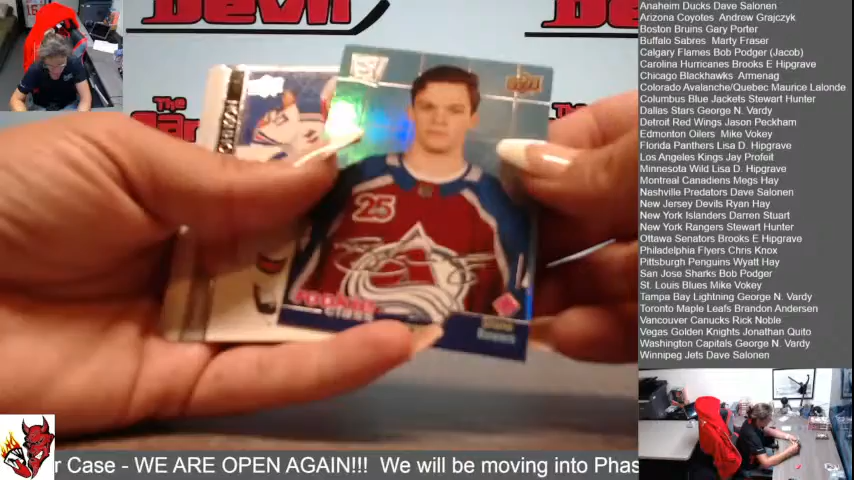 Devil
The
Car
Anaheim Ducks Dave Salonen
Arizona Coyotes Andrew Grajczyk
Boston Bruins Gary Porter
Buffalo Sabres Marty Fraser
Calgary Flames Bob Podger (Jacob)
Carolina Hurricanes Brooks E Hipgrave
Chicago Blackhawks Armenag
Colorado Avalanche/Quebec Maurice Lalonde
Columbus Blue Jackets Stewart Hunter
Dallas Stars George N. Vardy
Detroit Red Wings Jason Peckham
Edmonton Oilers Mike Vokey
Florida Panthers Lisa D. Hipgrave
Los Angeles Kings Jay Profeit
Minnesota Wild Lisa D. Hipgrave
Montreal Canadiens Megs Hay
Nashville Predators Dave Salonen
New Jersey Devils Ryan Hay
New York Islanders Darren Stuart
New York Rangers Stewart Hunter
Ottawa Senators Brooks E Hipgrave
Philadelphia Flyers Chris Knox
Pittsburgh Penguins Wyatt Hay
San Jose Sharks Bob Podger
St. Louis Blues Mike Vokey
Tampa Bay Lightning George N. Vardy
Toronto Maple Leafs Brandon Andersen
Vancouver Canucks Rick Noble
Vegas Golden Knights Jonathan Quito
Washington Capitals George N. Vardy
Winnipeg Jets Dave Salonen
25
ROOKIE
CLASS
r Case - WE ARE OPEN AGAIN!!! We will be moving into Phas